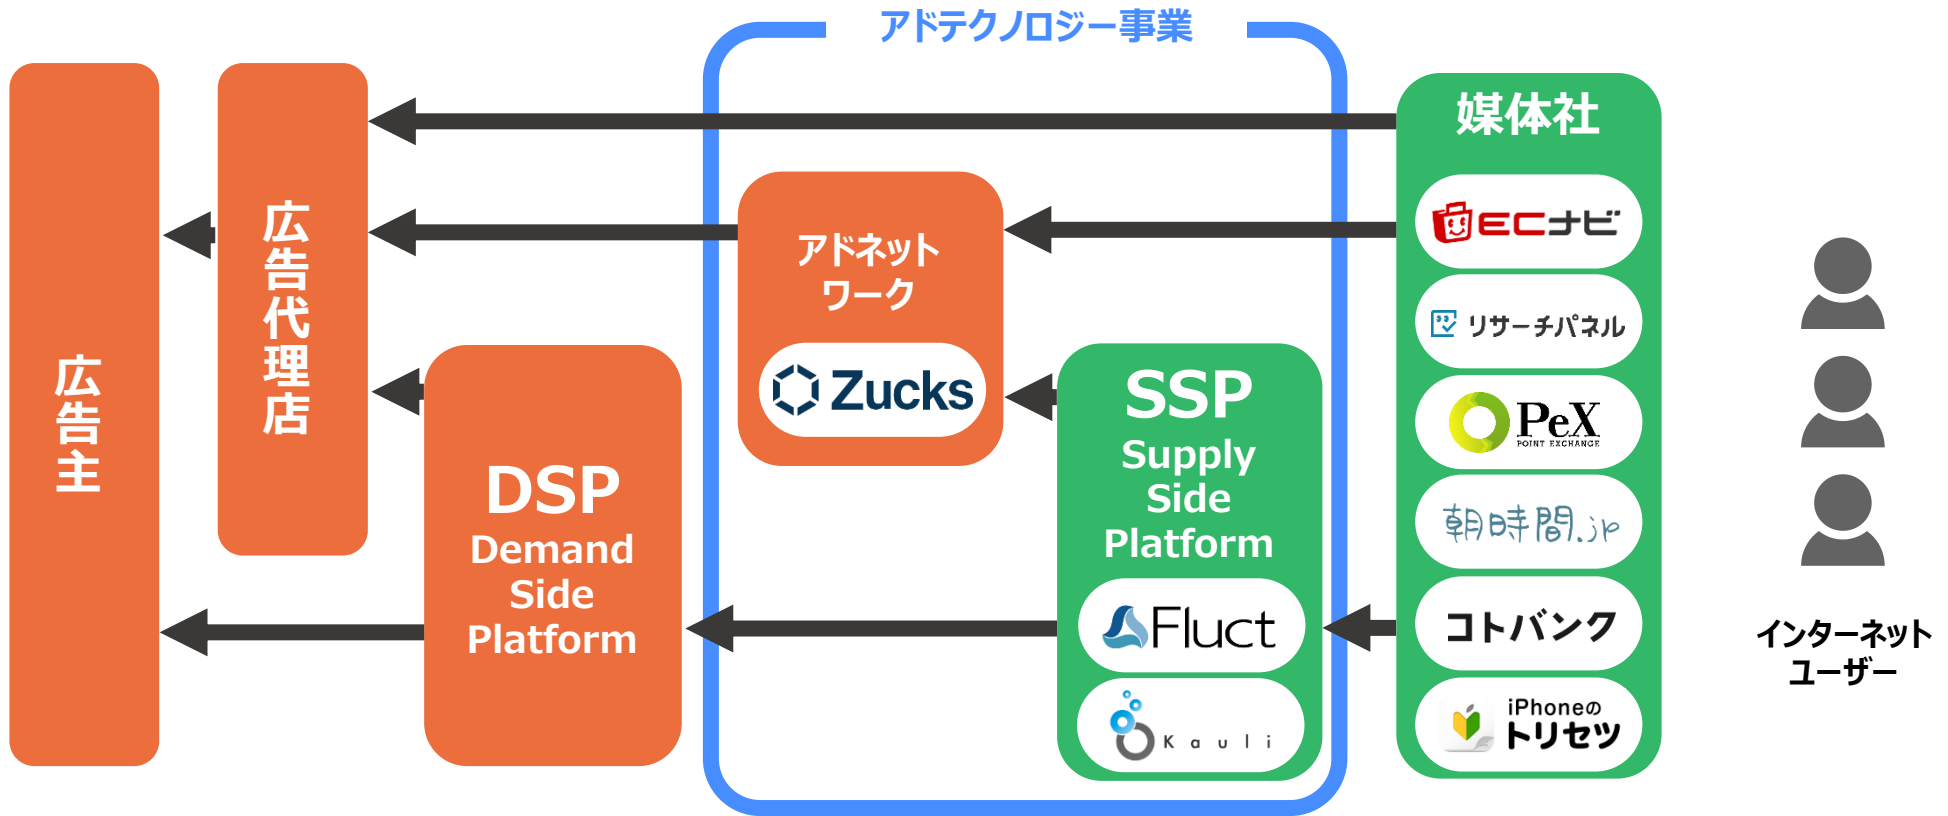 アドテクノロジー事業
広告主
広告代理店
DSP
Demand
Side
Platform
アドネット
ワーク
Zucks
SSP
Supply
Side
Platform
Fluct
Kauli
媒体社
ECナビ
リサーチパネル
PeX
POINT EXCHANGE
朝時間.jp
コトバンク
iPhoneの
トリセツ
インターネット
ユーザー